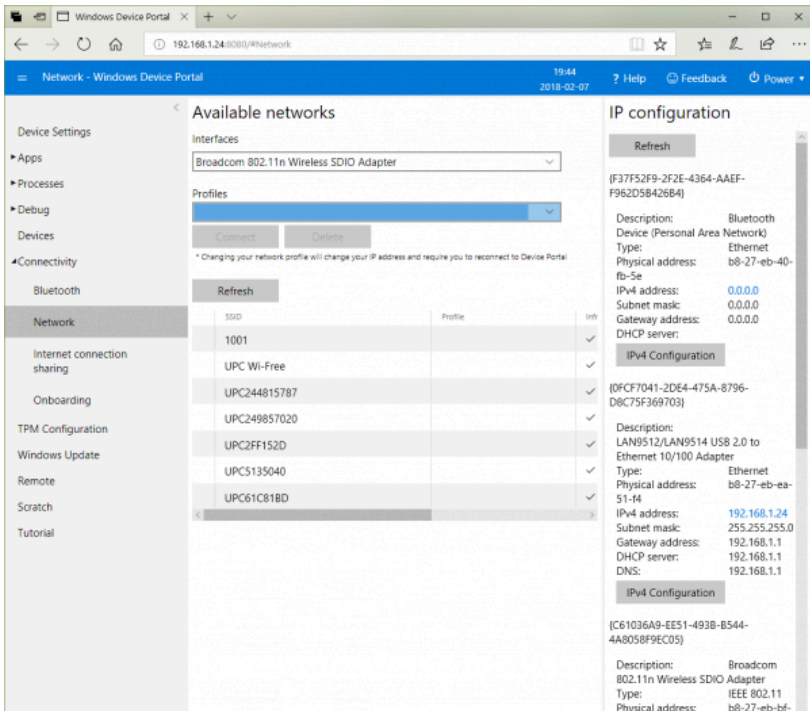 Windows Device Portal
192.168.1.24:8080/#Network
Network - Windows Device Portal
19:44
2018-02-07
? Help
Feedback
Power
Device Settings
Apps
Processes
Debug
Devices
Connectivity
Bluetooth
Network
Internet connection
sharing
Onboarding
TPM Configuration
Windows Update
Remote
Scratch
Tutorial
Available networks
Interfaces
Broadcom 802.11n Wireless SDIO Adapter
Profiles
Connect Delete
* Changing your network profile will change your IP address and require you to reconnect to Device Portal
Refresh
SSID Profile Infr
1001
UPC Wi-Free
UPC244815787
UPC249857020
UPC2FF152D
UPC5135040
UPC61C81BD
IP configuration
Refresh
{F37F52F9-2F2E-4364-AAEF-
F962D5B426B4}
Description: Bluetooth
Device (Personal Area Network)
Type: Ethernet
Physical address: b8-27-eb-40-
fb-5e
IPv4 address: 0.0.0.0
Subnet mask: 0.0.0.0
Gateway address: 0.0.0.0
DHCP server:
IPv4 Configuration
{0FCF7041-2DE4-475A-8796-
D8C75F369703}
Description:
LAN9512/LAN9514 USB 2.0 to
Ethernet 10/100 Adapter
Type: Ethernet
Physical address: b8-27-eb-ea-
51-f4
IPv4 address: 192.168.1.24
Subnet mask: 255.255.255.0
Gateway address: 192.168.1.1
DHCP server: 192.168.1.1
DNS: 192.168.1.1
IPv4 Configuration
{C61036A9-EE51-493B-B544-
4A8058F9EC05}
Description: Broadcom
802.11n Wireless SDIO Adapter
Type: IEEE 802.11
Physical address: b8-27-eb-bf-